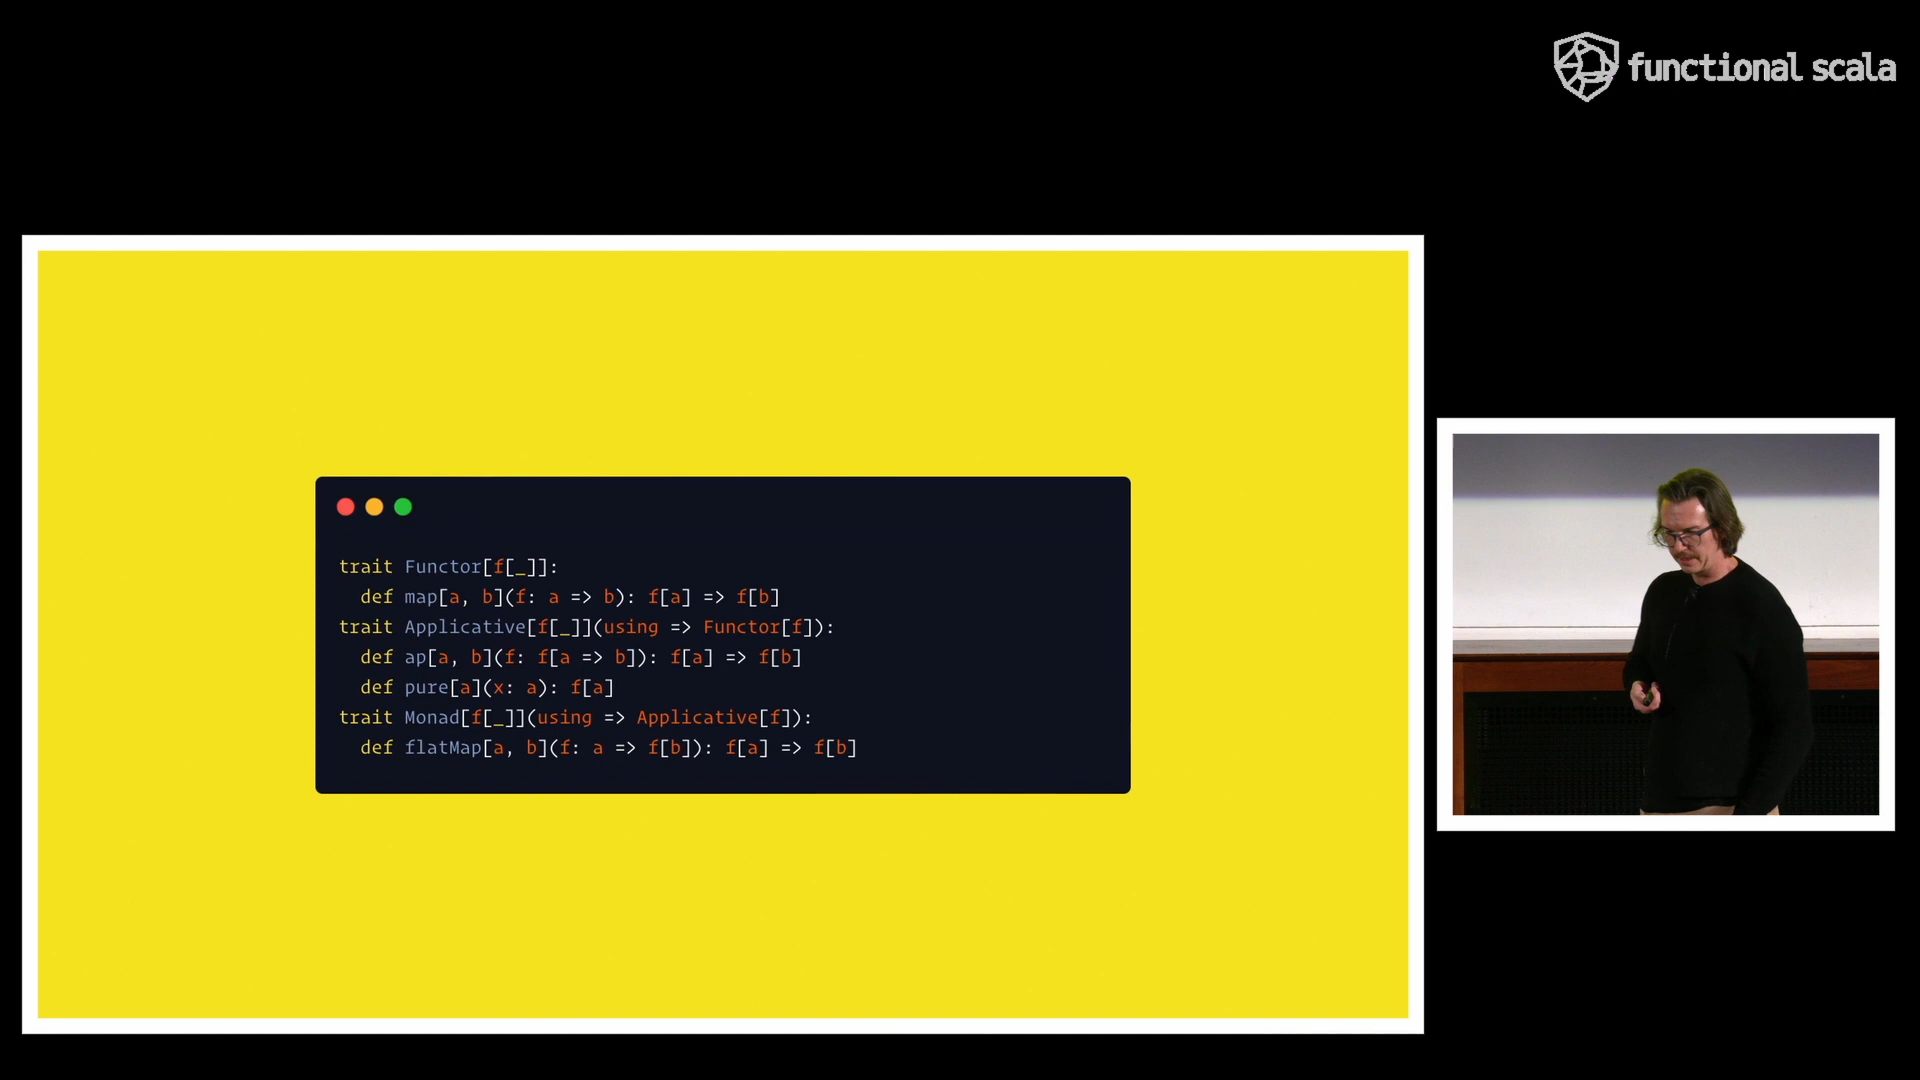 functional scala
trait Functor[f[_]]:
  def map[a, b](f: a => b): f[a] => f[b]
trait Applicative[f[_]](using => Functor[f]):
  def ap[a, b](f: f[a => b]): f[a] => f[b]
  def pure[a](x: a): f[a]
trait Monad[f[_]](using => Applicative[f]):
  def flatMap[a, b](f: a => f[b]): f[a] => f[b]